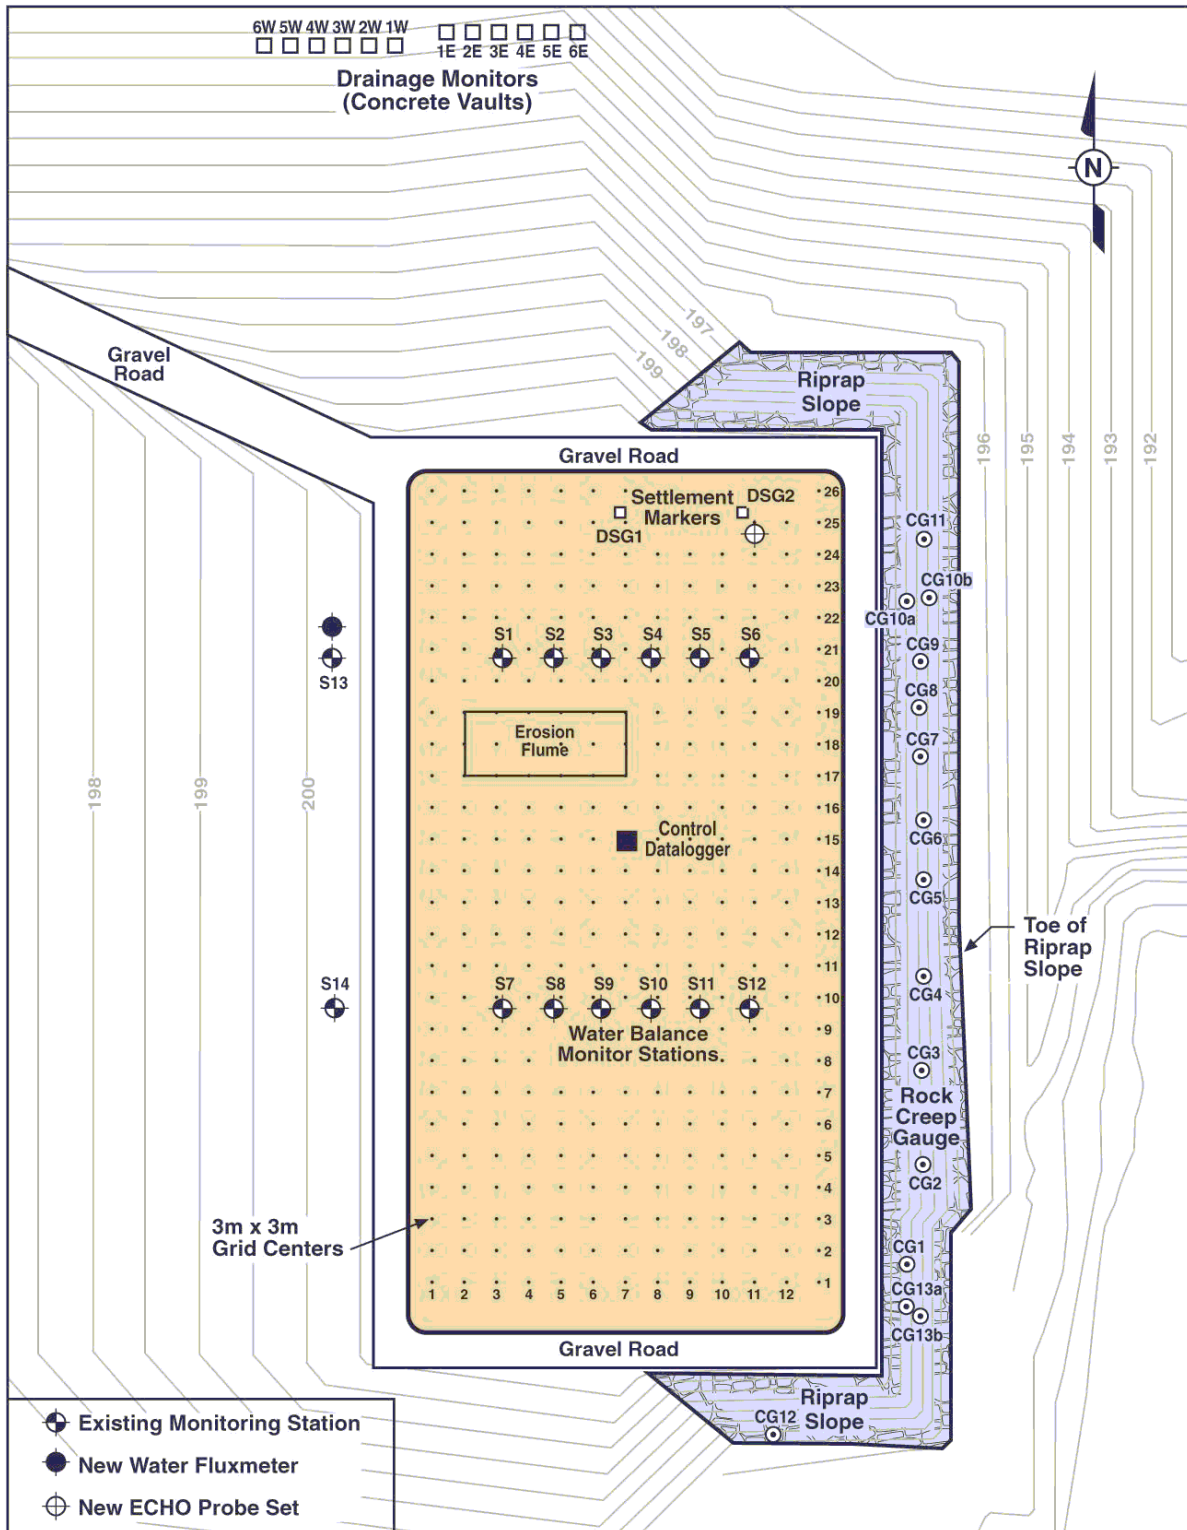 6W 5W 4W 3W 2W 1W
1E 2E 3E 4E 5E 6E
Drainage Monitors
(Concrete Vaults)
N
Gravel
Road
197
198
199
Riprap
Slope
196
195
194
193
192
Gravel Road
26
Settlement
Markers
DSG2
DSG1
25
24
23
22
21
20
19
18
17
16
15
14
13
12
11
10
9
8
7
6
5
4
3
2
1
CG11
CG10b
CG10a
CG9
CG8
CG7
CG6
CG5
CG4
CG3
Rock
Creep
Gauge
CG2
CG1
CG13a
CG13b
S1 S2 S3 S4 S5 S6
S13
Erosion
Flume
198
199
200
Control
Datalogger
Toe of
Riprap
Slope
S14
S7 S8 S9 S10 S11 S12
Water Balance
Monitor Stations
3m x 3m
Grid Centers
1 2 3 4 5 6 7 8 9 10 11 12
Gravel Road
Riprap
Slope
CG12
Existing Monitoring Station
New Water Fluxmeter
New ECHO Probe Set